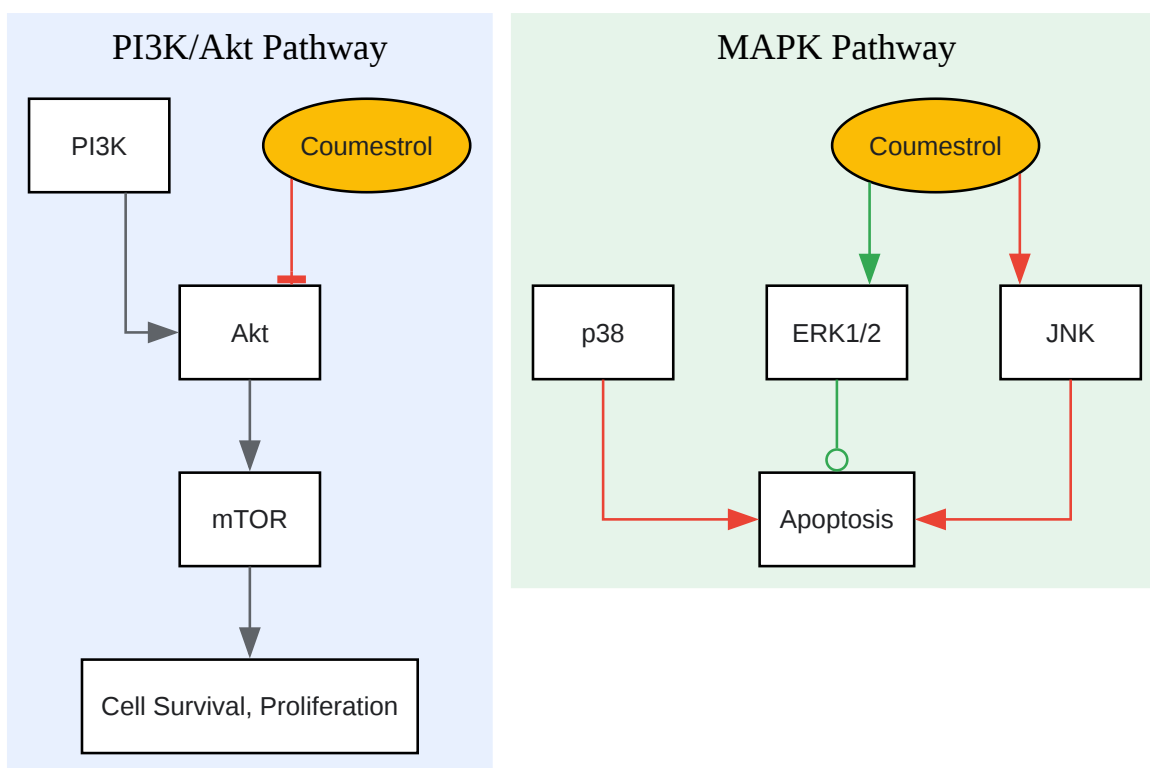 PI3K/Akt Pathway
PI3K
Coumestrol
Akt
mTOR
Cell Survival, Proliferation
MAPK Pathway
Coumestrol
p38
ERK1/2
JNK
Apoptosis